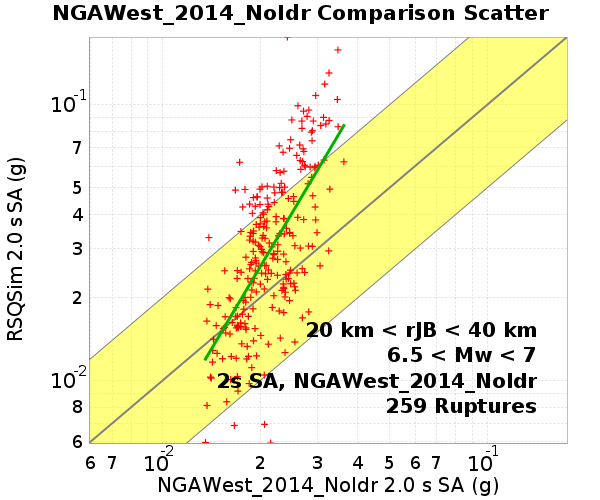 NGAWest_2014_NoIdr Comparison Scatter
RSQSim 2.0 s SA (g)
10-1
7
5
4
3
2
10-2
8
6
20 km < rJB < 40 km
6.5 < Mw < 7
2s SA, NGAWest_2014_NoIdr
259 Ruptures
6 7 10-2 2 3 4 5 6 7 10-1
NGAWest_2014_NoIdr 2.0 s SA (g)